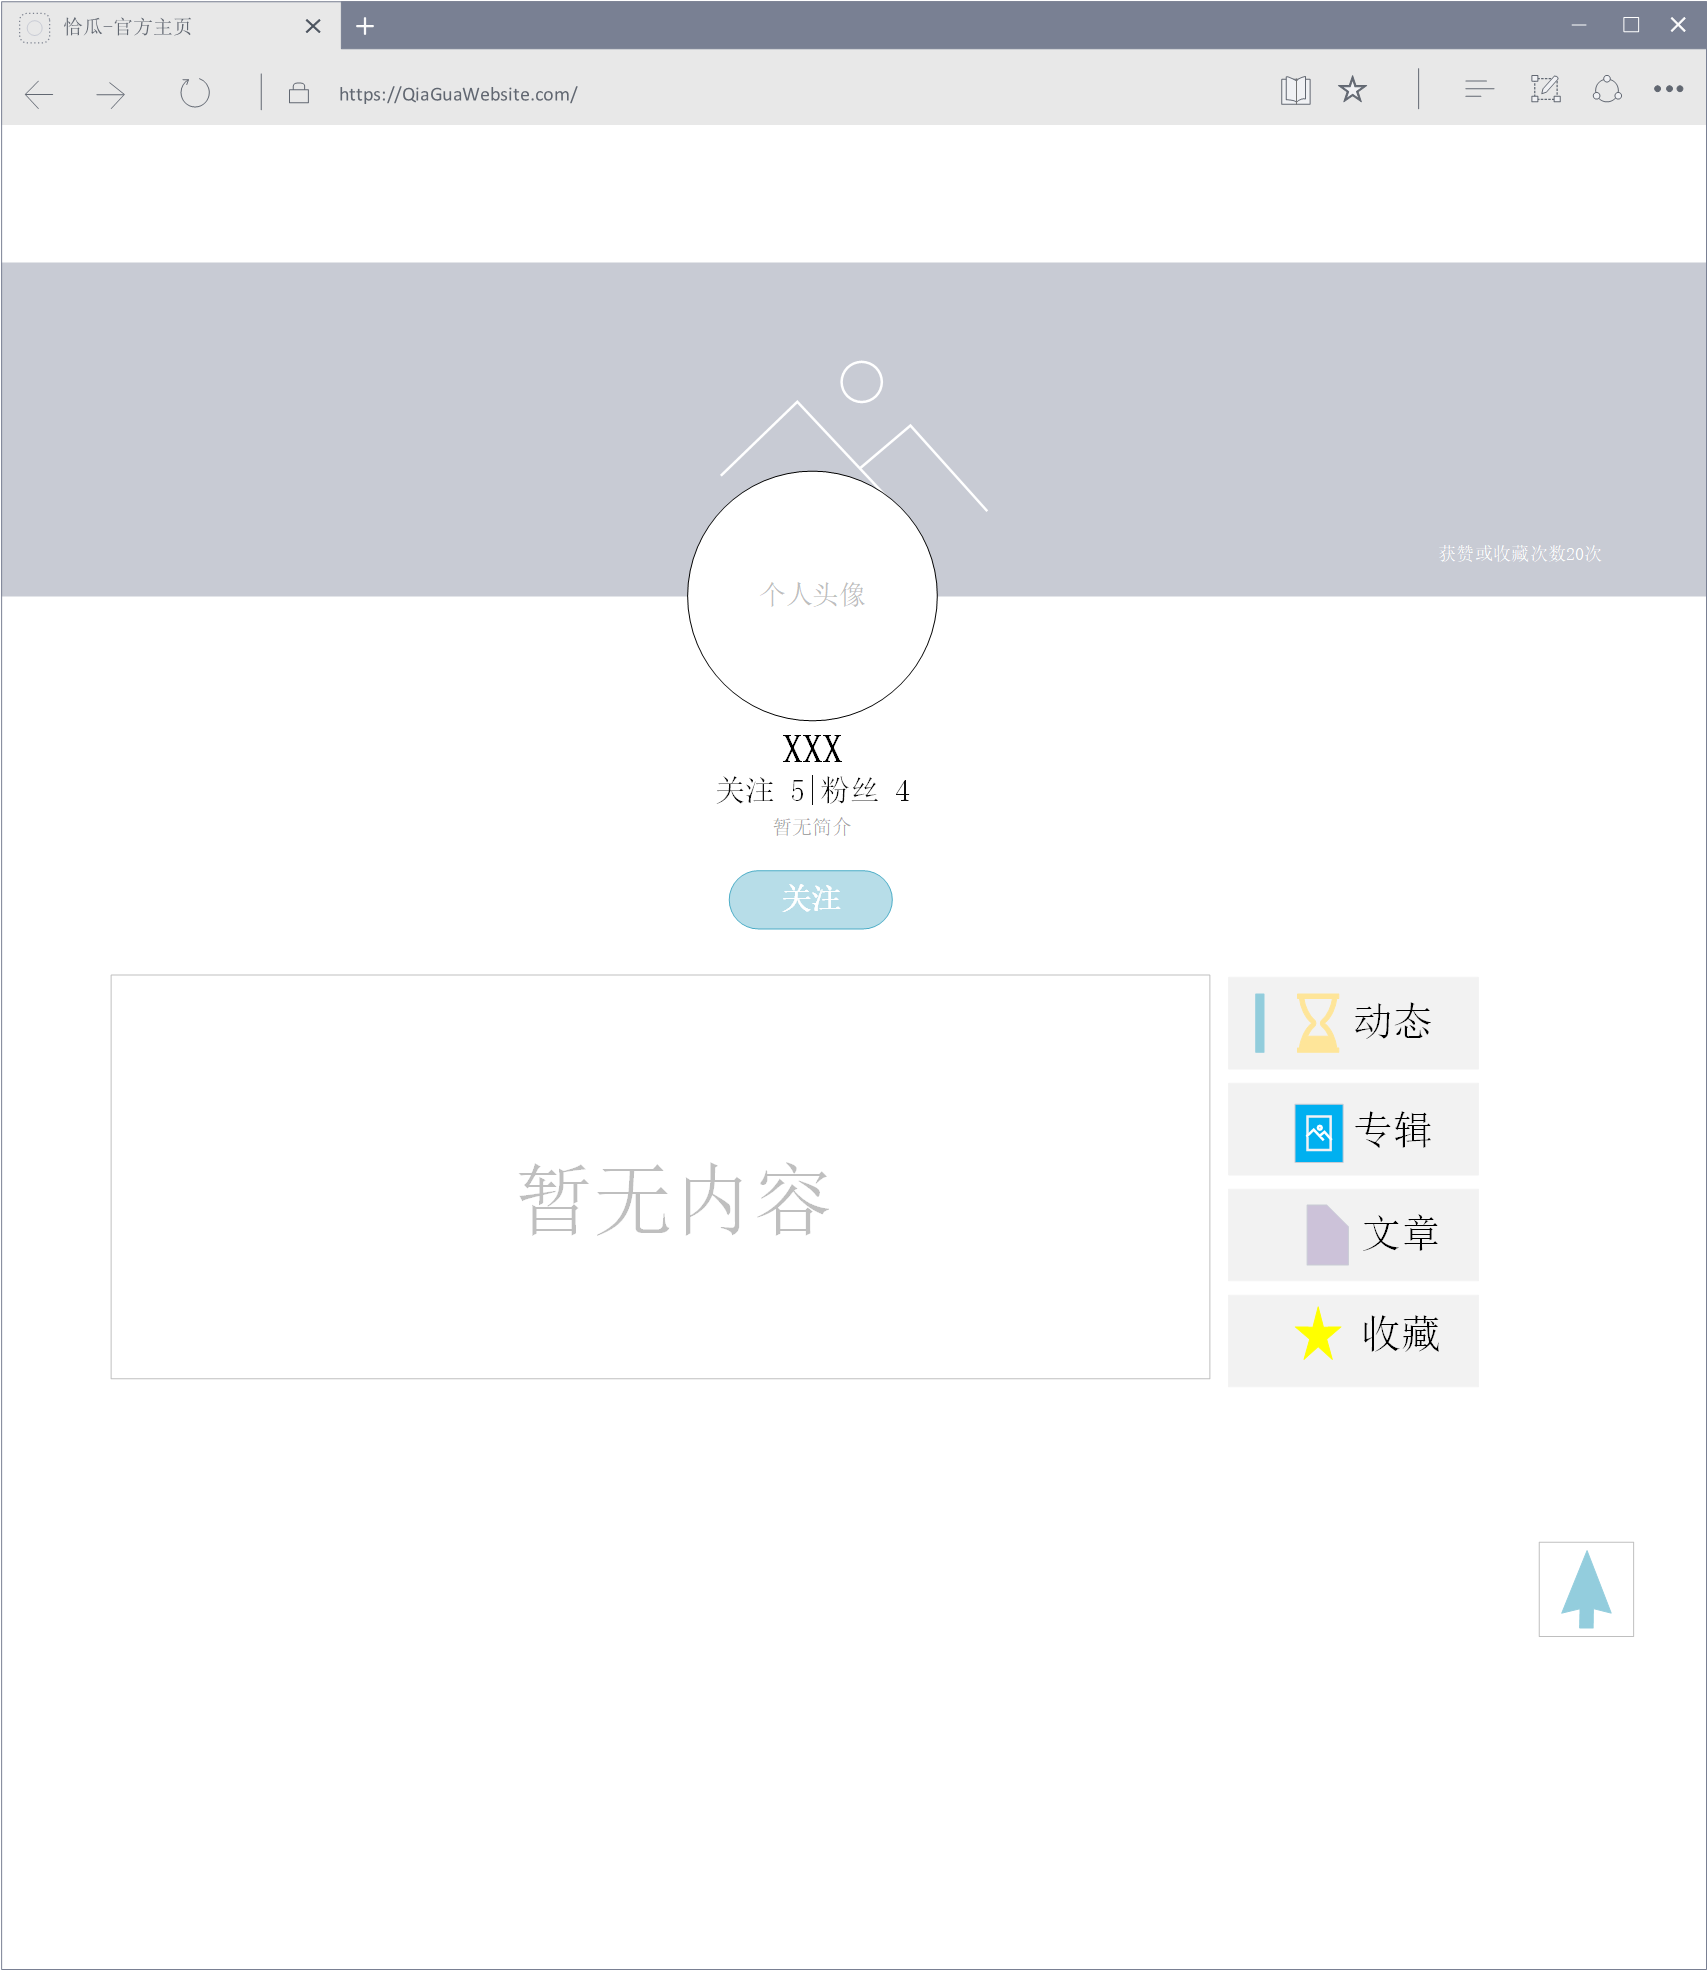 恰瓜-官方主页
https://QiaGuaWebsite.com/
获赞或收藏次数20次
个人头像
XXX
关注 5|粉丝 4
暂无简介
关注
动态
专辑
暂无内容
文章
收藏